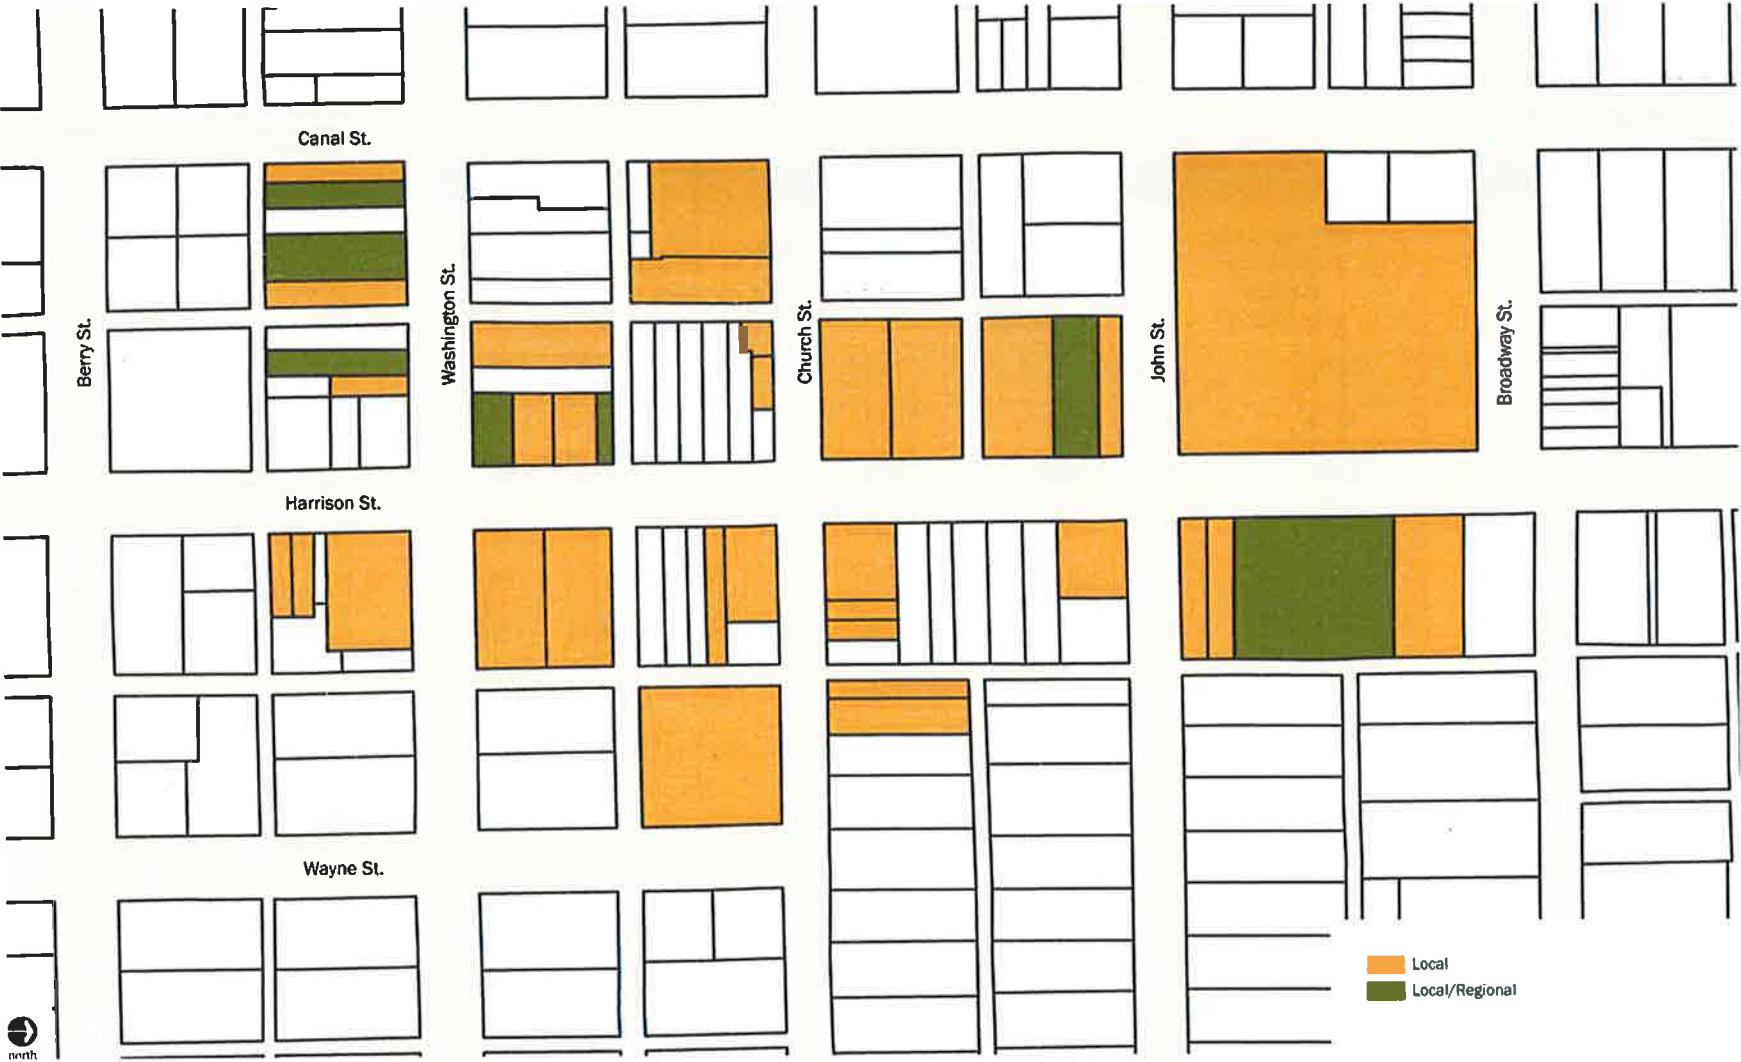 Canal St.
Berry St.
Washington St.
Church St.
John St.
Broadway St.
Harrison St.
Wayne St.
Local
Local/Regional
north